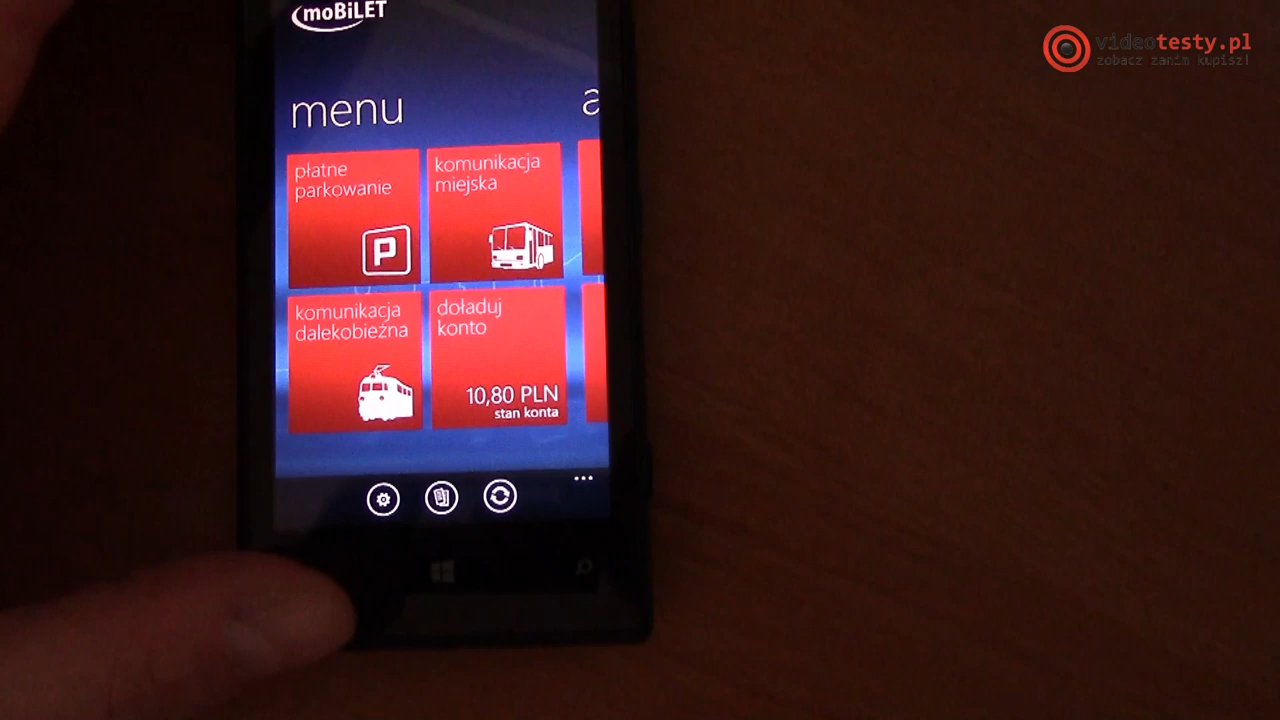 moBiLET
videotesty.pl
zobacz zanim kupisz!
menu
a
płatne
parkowanie
komunikacja
miejska
P
komunikacja
dalekobieżna
doładuj
konto
10,80 PLN
stan konta